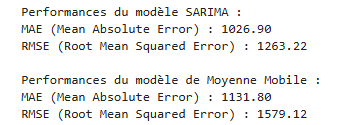 Performances du modèle SARIMA :
MAE (Mean Absolute Error) : 1026.90
RMSE (Root Mean Squared Error) : 1263.22
Performances du modèle de Moyenne Mobile :
MAE (Mean Absolute Error) : 1131.80
RMSE (Root Mean Squared Error) : 1579.12